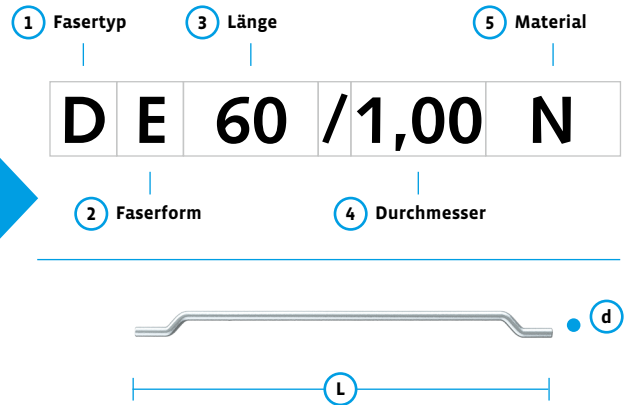 1 Fasertyp 3 Länge 5 Material
D E 60 /1,00 N
2 Faserform 4 Durchmesser
d
L